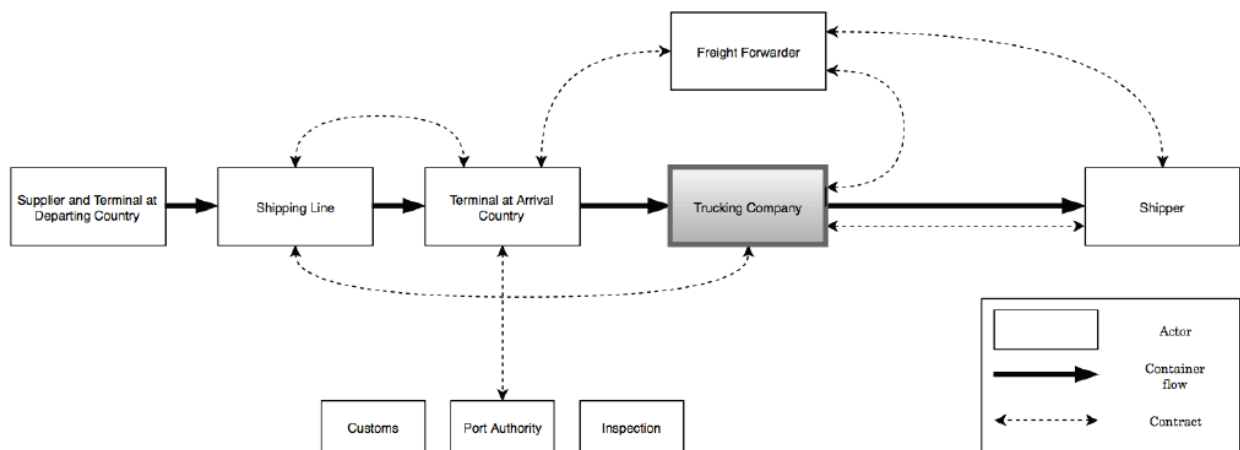 Freight Forwarder
Supplier and Terminal at
Departing Country
Shipping Line
Terminal at Arrival
Country
Trucking Company
Shipper
Customs
Port Authority
Inspection
Actor
Container
flow
Contract